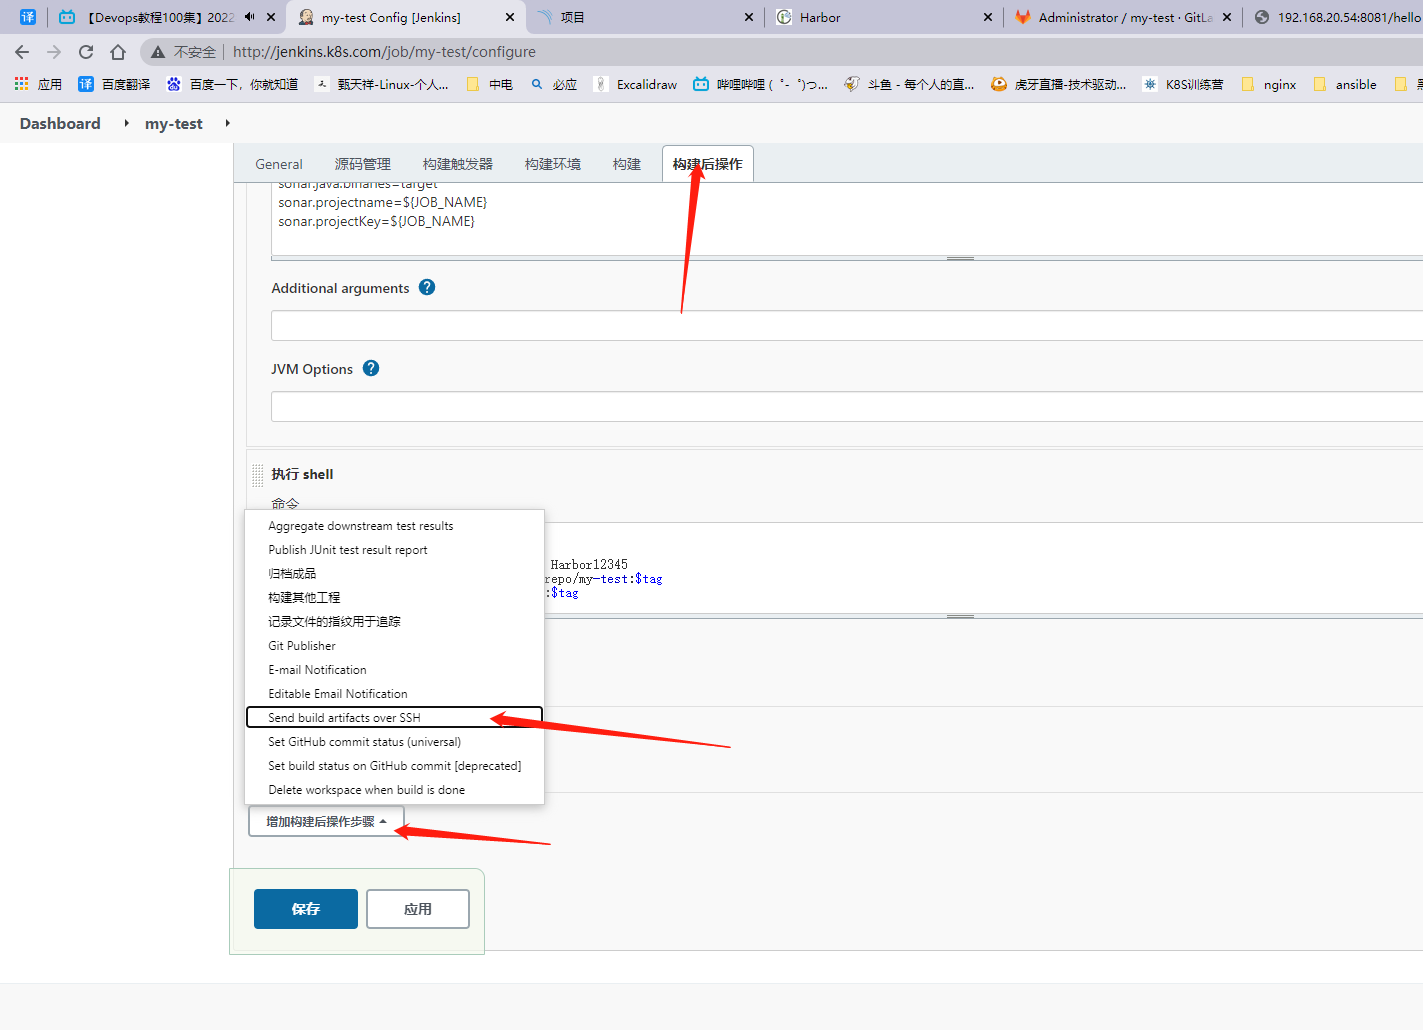 译
【Devops教程100集】2022
my-test Config [Jenkins]
项目
Harbor
Administrator / my-test · GitLa
192.168.20.54:8081/hello
不安全
http://jenkins.k8s.com/job/my-test/configure
应用
译 百度翻译
百度一下，你就知道
甄天祥-Linux-个人...
中电
必应
Excalidraw
哔哩哔哩 (゜-゜)つ...
斗鱼 - 每个人的直...
虎牙直播-技术驱动...
K8S训练营
nginx
ansible
Dashboard
my-test
General
源码管理
构建触发器
构建环境
构建
构建后操作
sonar.java.binaries=target
sonar.projectname=${JOB_NAME}
sonar.projectKey=${JOB_NAME}
Additional arguments ?
JVM Options ?
执行 shell
命令
Harbor12345
repo/my-test:$tag
:$tag
Aggregate downstream test results
Publish JUnit test result report
归档成品
构建其他工程
记录文件的指纹用于追踪
Git Publisher
E-mail Notification
Editable Email Notification
Send build artifacts over SSH
Set GitHub commit status (universal)
Set build status on GitHub commit [deprecated]
Delete workspace when build is done
增加构建后操作步骤
保存
应用